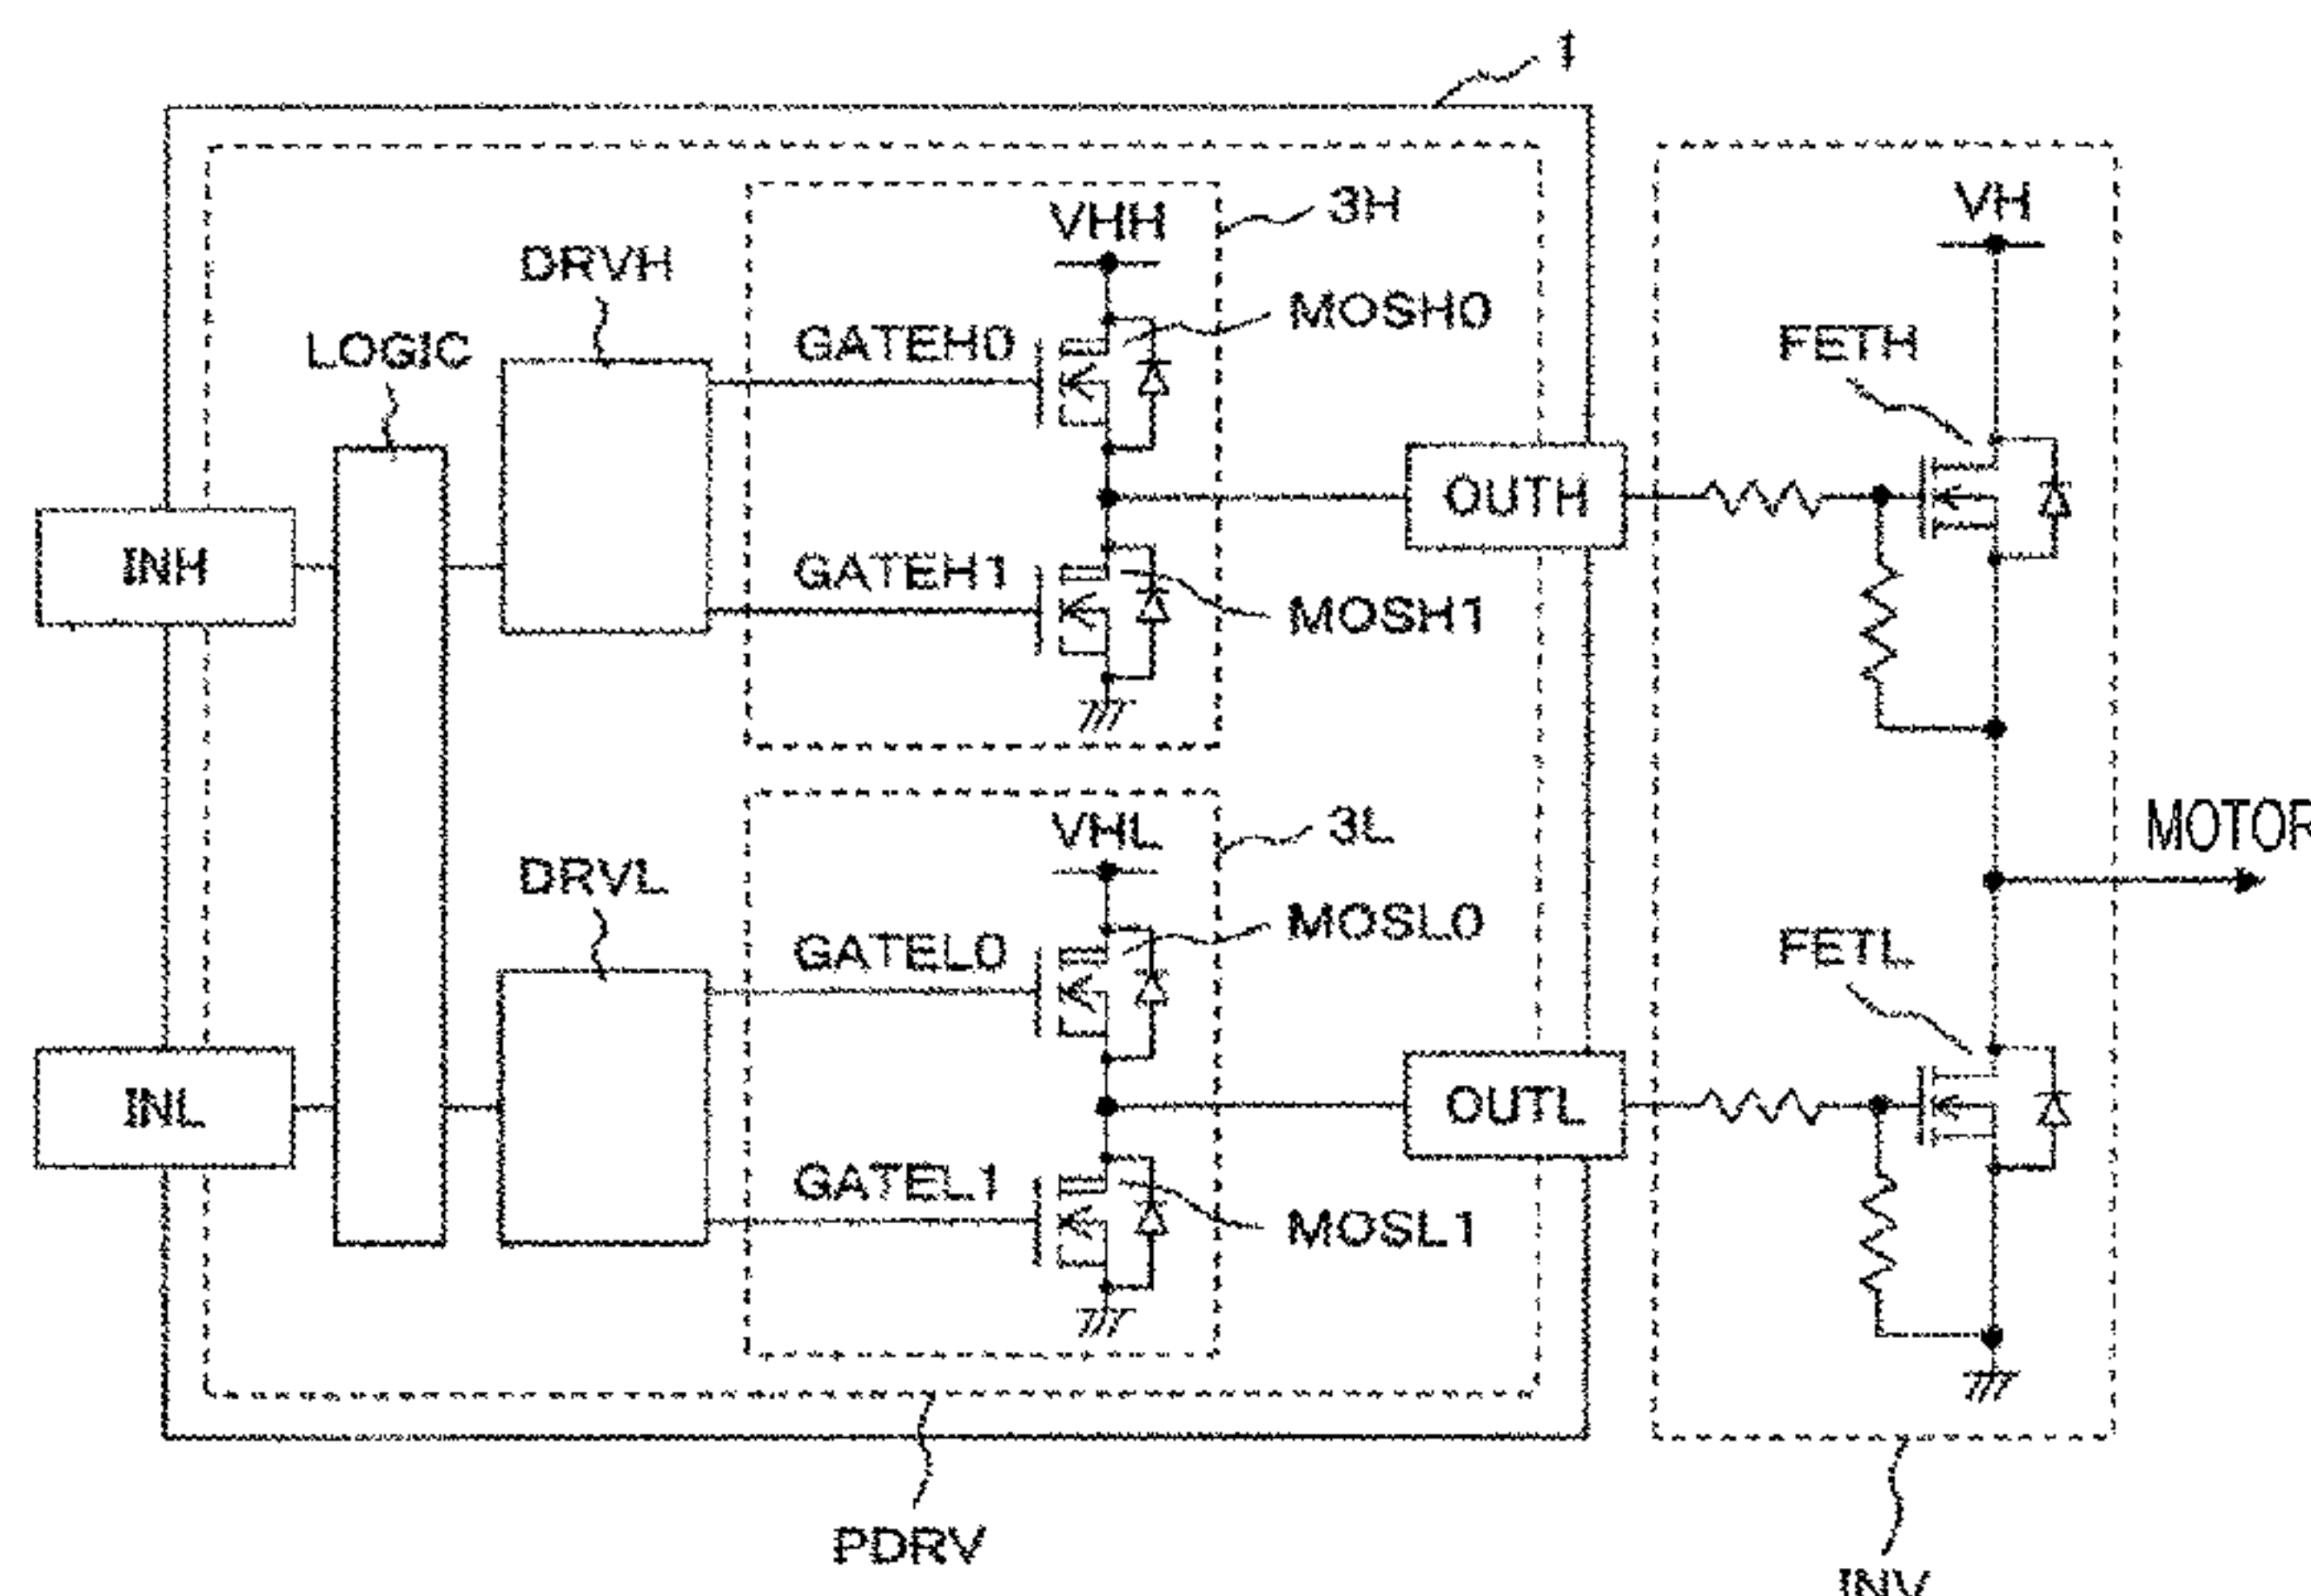 1
VHH
3H
VH
DRVH
MOSH0
GATEH0
FETH
LOGIC
OUTH
INH
GATEH1
MOSH1
VHL
3L
MOTOR
DRVL
MOSL0
GATEL0
FETL
INL
OUTL
GATEL1
MOSL1
PDRV
INV